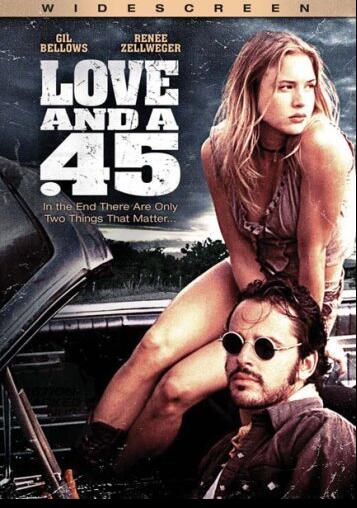 WIDESCREEN
GIL BELLOWS
RENÉE ZELLWEGER
LOVE
AND A
.45
In the End There Are Only
Two Things That Matter...